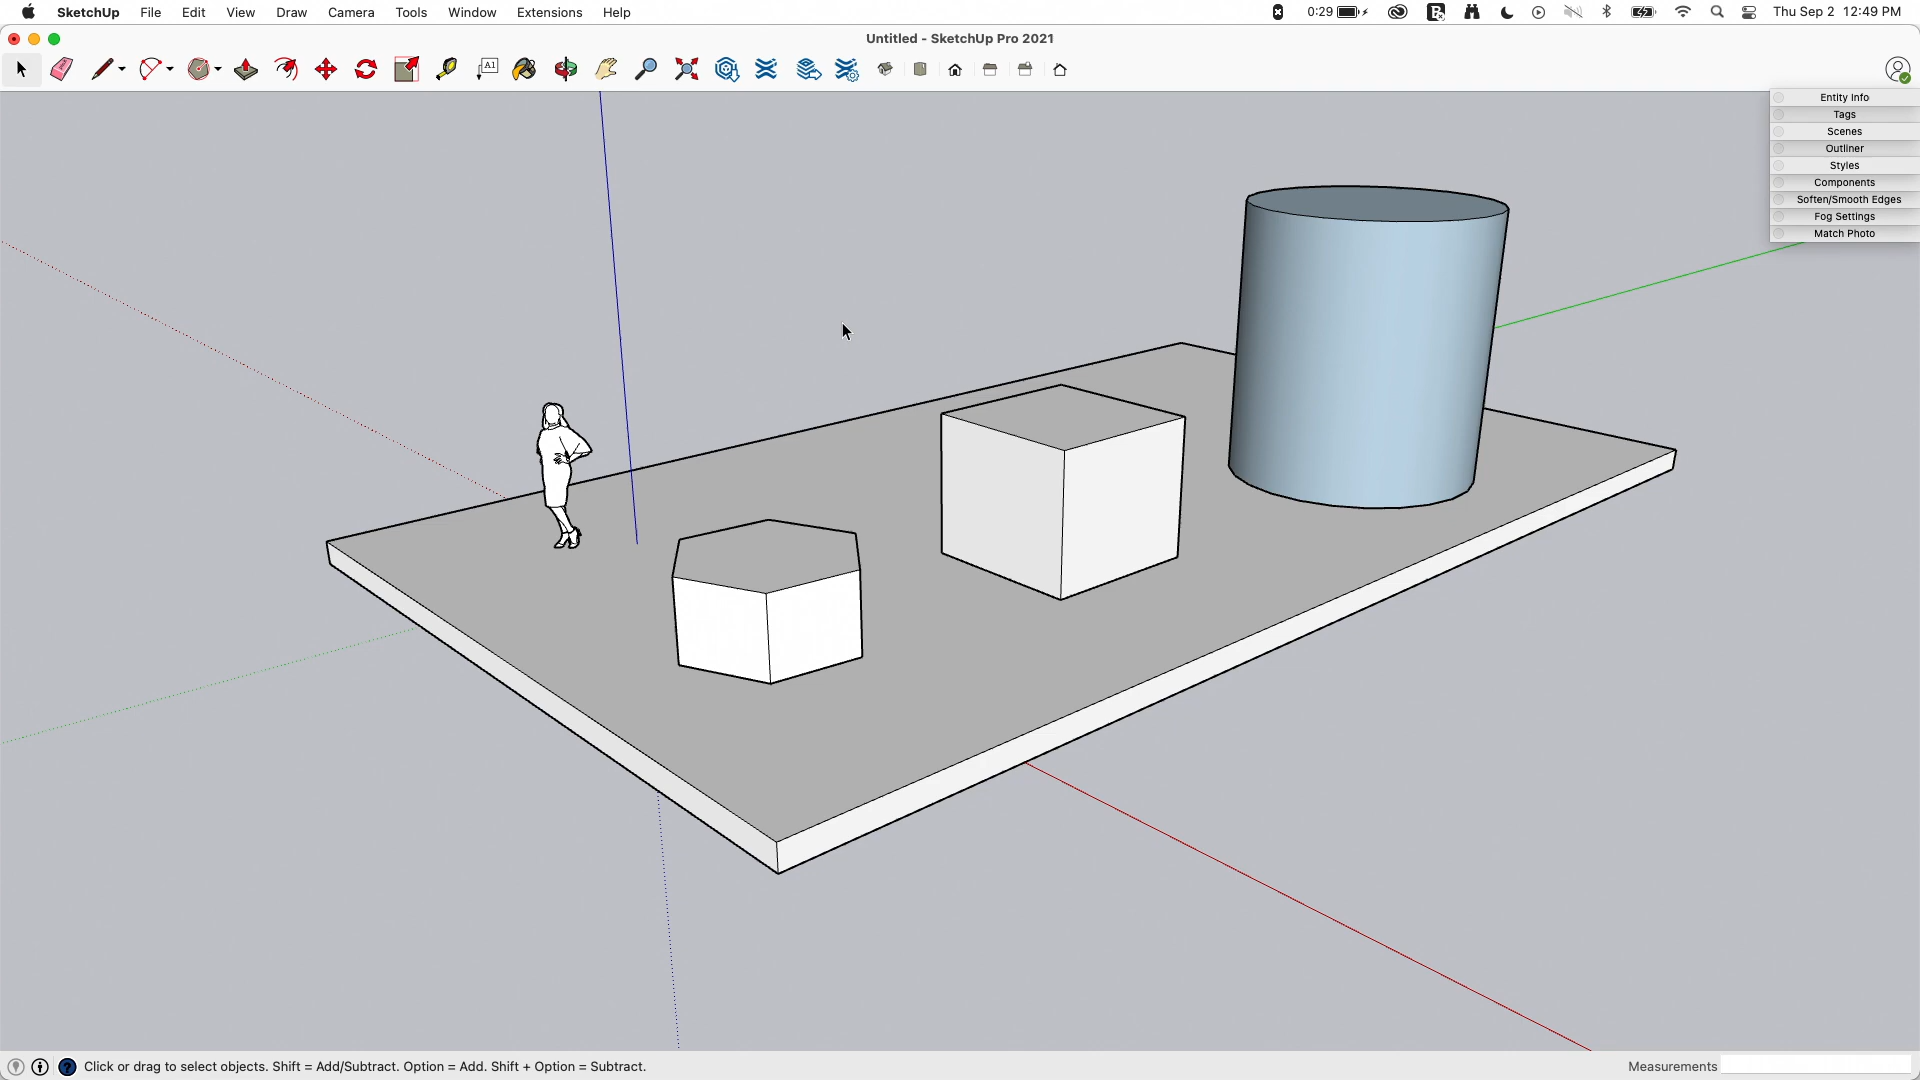 SketchUp File Edit View Draw Camera Tools Window Extensions Help 0:29 Thu Sep 2 12:49 PM
Untitled - SketchUp Pro 2021
A1
Entity Info
Tags
Scenes
Outliner
Styles
Components
Soften/Smooth Edges
Fog Settings
Match Photo
Click or drag to select objects. Shift = Add/Subtract. Option = Add. Shift + Option = Subtract. Measurements